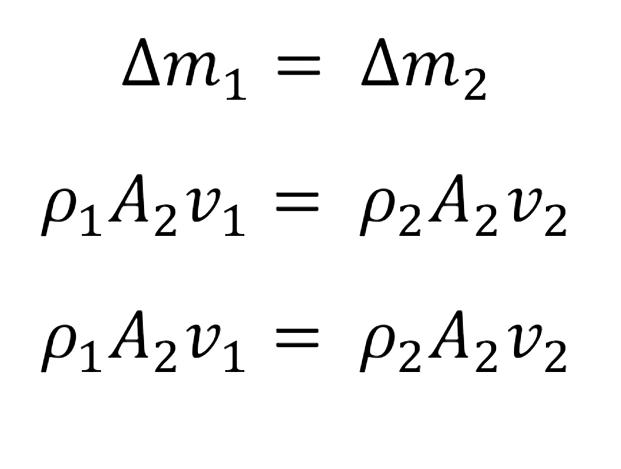 Δm₁ = Δm₂
ρ₁A₂v₁ = ρ₂A₂v₂
ρ₁A₂v₁ = ρ₂A₂v₂